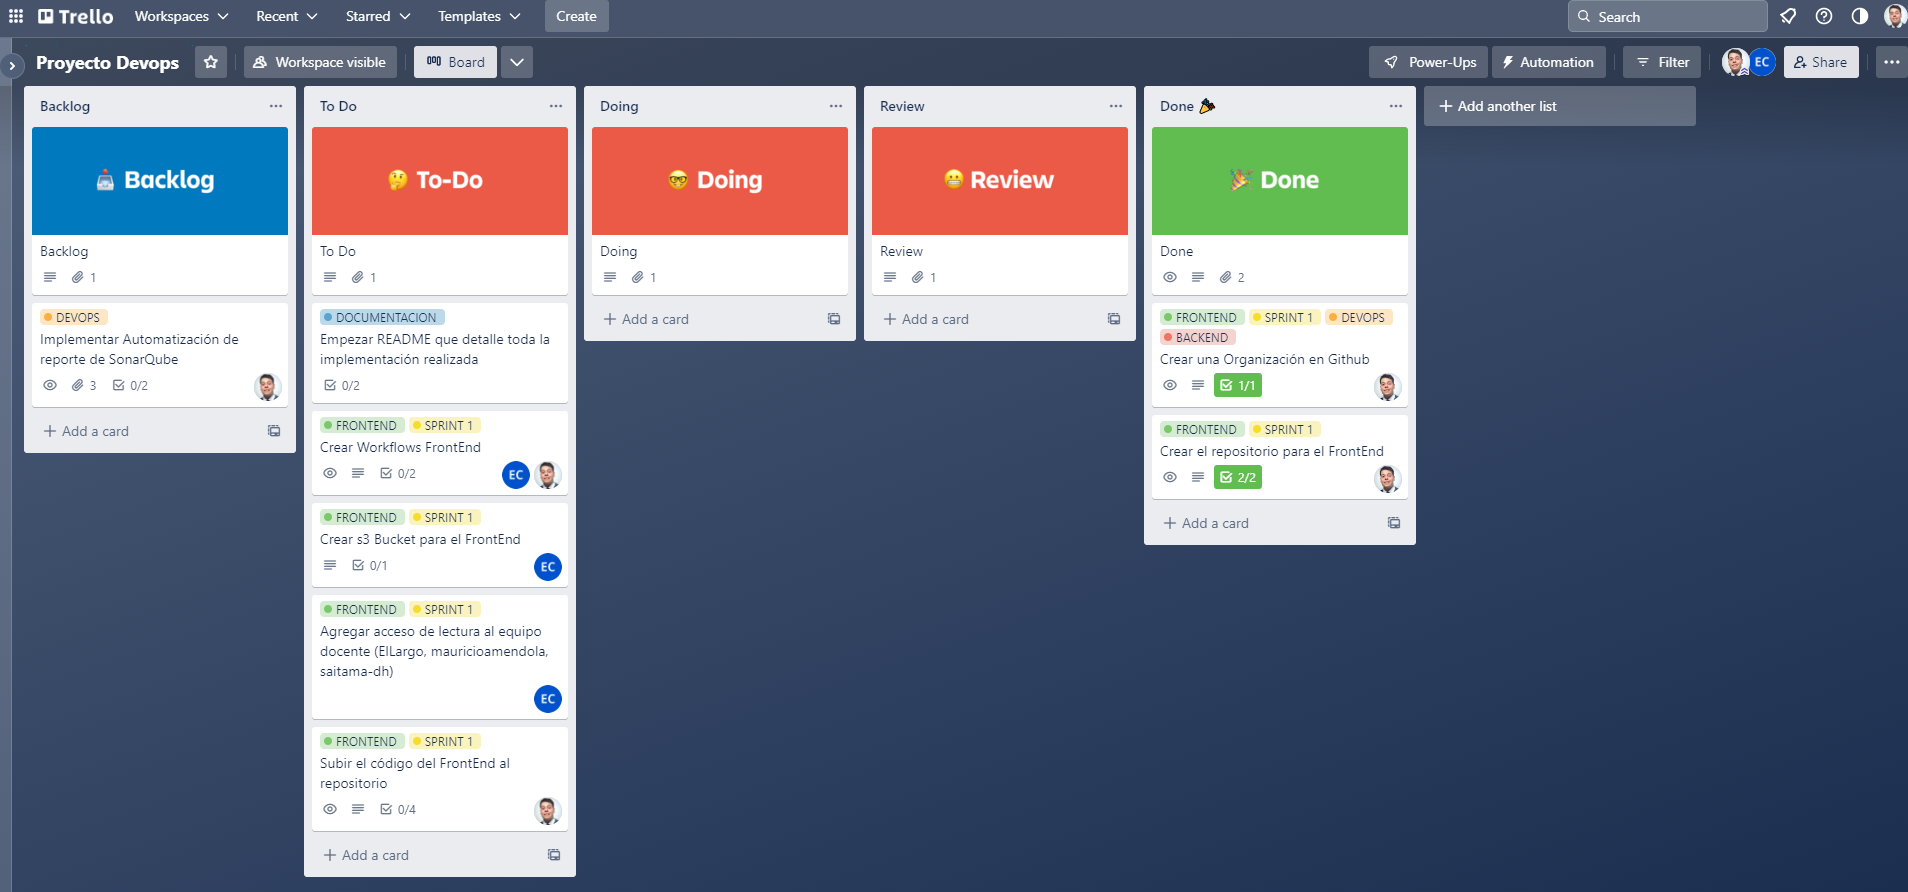 Trello
Workspaces
Recent
Starred
Templates
Create
Search
Proyecto Devops
Workspace visible
Board
Power-Ups
Automation
Filter
EC
Share
Backlog
Backlog
Backlog
1
DEVOPS
Implementar Automatización de
reporte de SonarQube
3
0/2
+ Add a card
To Do
To-Do
To Do
1
DOCUMENTACION
Empezar README que detalle toda la
implementación realizada
0/2
FRONTEND
SPRINT 1
Crear Workflows FrontEnd
0/2
EC
FRONTEND
SPRINT 1
Crear s3 Bucket para el FrontEnd
0/1
EC
FRONTEND
SPRINT 1
Agregar acceso de lectura al equipo
docente (ElLargo, mauricioamendola,
saitama-dh)
EC
FRONTEND
SPRINT 1
Subir el código del FrontEnd al
repositorio
0/4
+ Add a card
Doing
Doing
Doing
1
+ Add a card
Review
Review
Review
1
+ Add a card
Done
Done
Done
2
FRONTEND
SPRINT 1
DEVOPS
BACKEND
Crear una Organización en Github
1/1
FRONTEND
SPRINT 1
Crear el repositorio para el FrontEnd
2/2
+ Add a card
+ Add another list